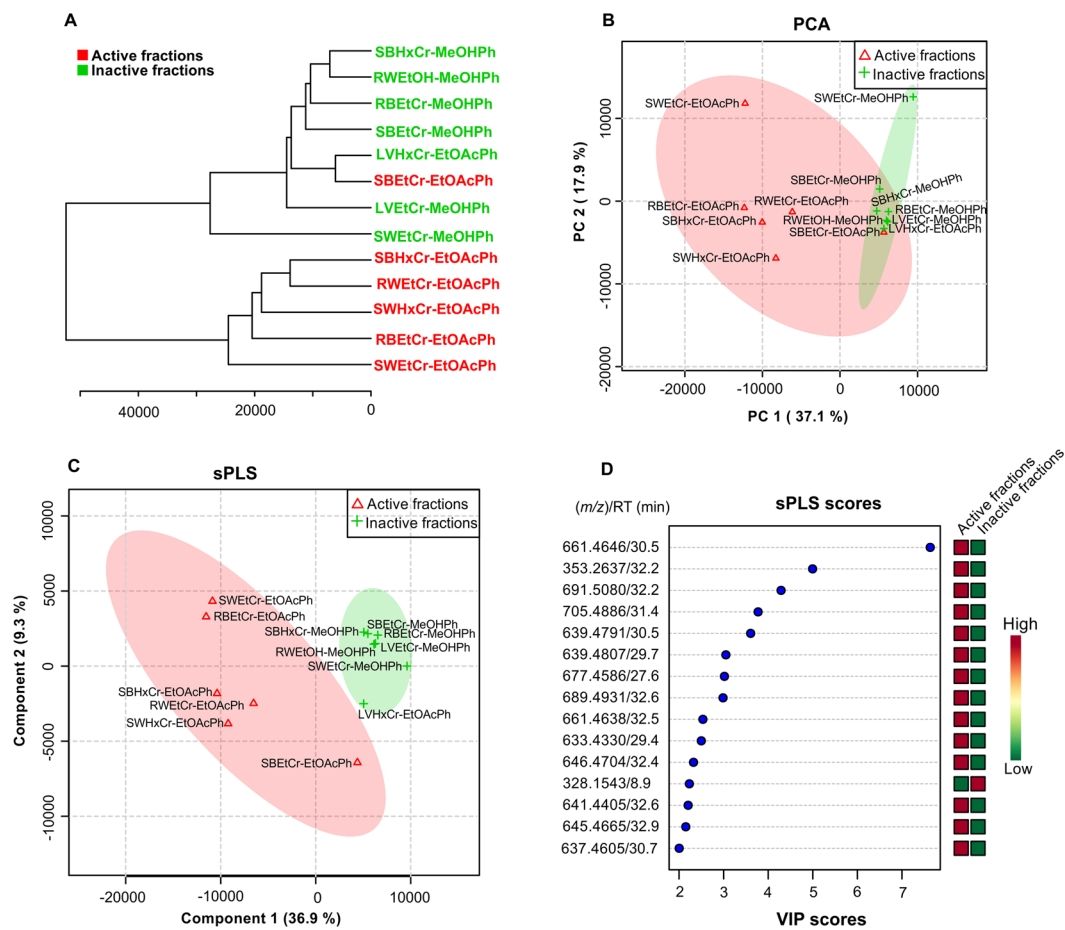 A
Active fractions
Inactive fractions
SBHxCr-MeOHPh
RWEtOH-MeOHPh
RBEtCr-MeOHPh
SBEtCr-MeOHPh
LVHxCr-EtOAcPh
SBEtCr-EtOAcPh
LVEtCr-MeOHPh
SWEtCr-MeOHPh
SBHxCr-EtOAcPh
RWEtCr-EtOAcPh
SWHxCr-EtOAcPh
RBEtCr-EtOAcPh
SWEtCr-EtOAcPh
40000 20000 0
B
PCA
Active fractions
Inactive fractions
SWEtCr-EtOAcPh
SWEtCr-MeOHPh
SBEtCr-MeOHPh
SBHxCr-MeOHPh
RWEtCr-EtOAcPh
RBEtCr-EtOAcPh
RBEtCr-MeOHPh
SBHxCr-EtOAcPh
RWEtOH-MeOHPh
LVEtCr-MeOHPh
SBEtCr-EtOAcPh
LVHxCr-EtOAcPh
SWHxCr-EtOAcPh
PC 2 ( 17.9 %)
10000
0
-10000
-20000
-20000 -10000 0 10000
PC 1 ( 37.1 %)
C
sPLS
Active fractions
Inactive fractions
SWEtCr-EtOAcPh
RBEtCr-EtOAcPh
SBEtCr-MeOHPh
SBHxCr-MeOHPh
RBEtCr-MeOHPh
LVEtCr-MeOHPh
RWEtOH-MeOHPh
SWEtCr-MeOHPh
SBHxCr-EtOAcPh
RWEtCr-EtOAcPh
LVHxCr-EtOAcPh
SWHxCr-EtOAcPh
SBEtCr-EtOAcPh
Component 2 (9.3 %)
10000
5000
0
-5000
-10000
-20000 -10000 0 10000
Component 1 (36.9 %)
D
(m/z)/RT (min)
sPLS scores
Active fractions
Inactive fractions
661.4646/30.5
353.2637/32.2
691.5080/32.2
705.4886/31.4
639.4791/30.5
639.4807/29.7
677.4586/27.6
689.4931/32.6
661.4638/32.5
633.4330/29.4
646.4704/32.4
328.1543/8.9
641.4405/32.6
645.4665/32.9
637.4605/30.7
High
Low
2 3 4 5 6 7
VIP scores